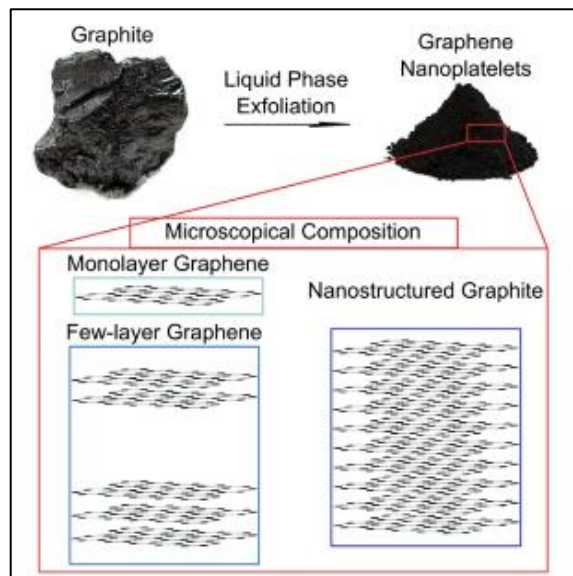 Graphite
Graphene
Nanoplatelets
Liquid Phase
Exfoliation
Microscopical Composition
Monolayer Graphene
Nanostructured Graphite
Few-layer Graphene